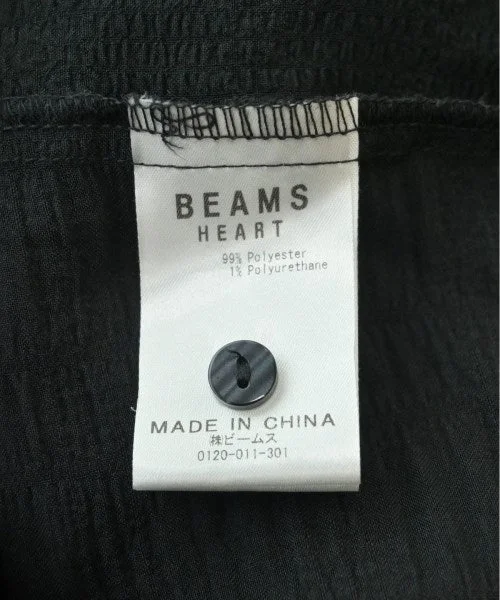 BEAMS
HEART
99% Polyester
1% Polyurethane
MADE IN CHINA
㈱ビームス
0120-011-301